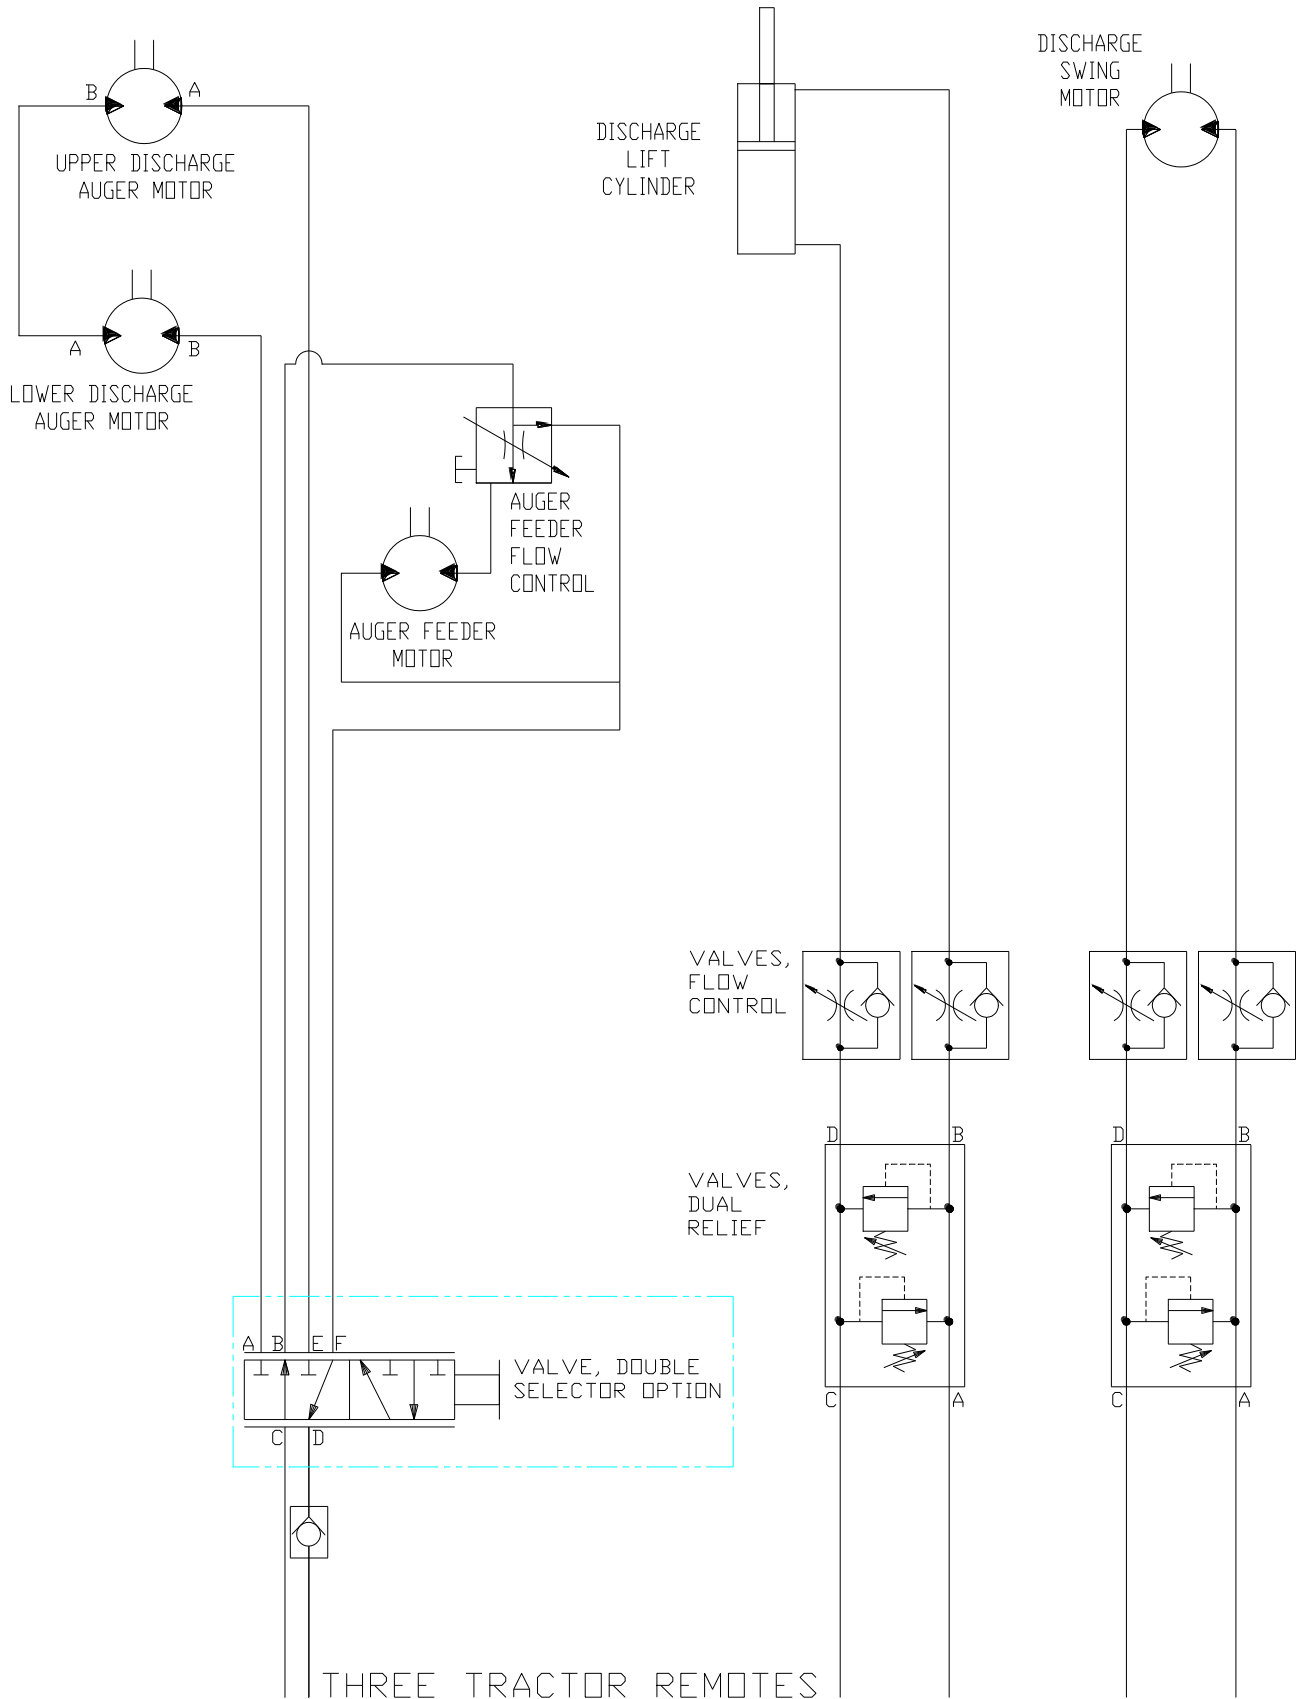 DISCHARGE
SWING
MOTOR
B
A
UPPER DISCHARGE
AUGER MOTOR
DISCHARGE
LIFT
CYLINDER
A
B
LOWER DISCHARGE
AUGER MOTOR
AUGER
FEEDER
FLOW
CONTROL
AUGER FEEDER
MOTOR
VALVES,
FLOW
CONTROL
D
B
D
B
VALVES,
DUAL
RELIEF
A
B
E
F
VALVE, DOUBLE
SELECTOR OPTION
C
A
C
A
C
D
THREE TRACTOR REMOTES